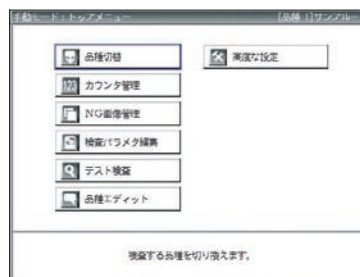 手動モード：トップメニュー
[品種 1]サンプル
品種切替
高度な設定
カウンタ管理
NG画像管理
検査パラメタ編集
テスト検査
品種エディット
検査する品種を切り換えます。